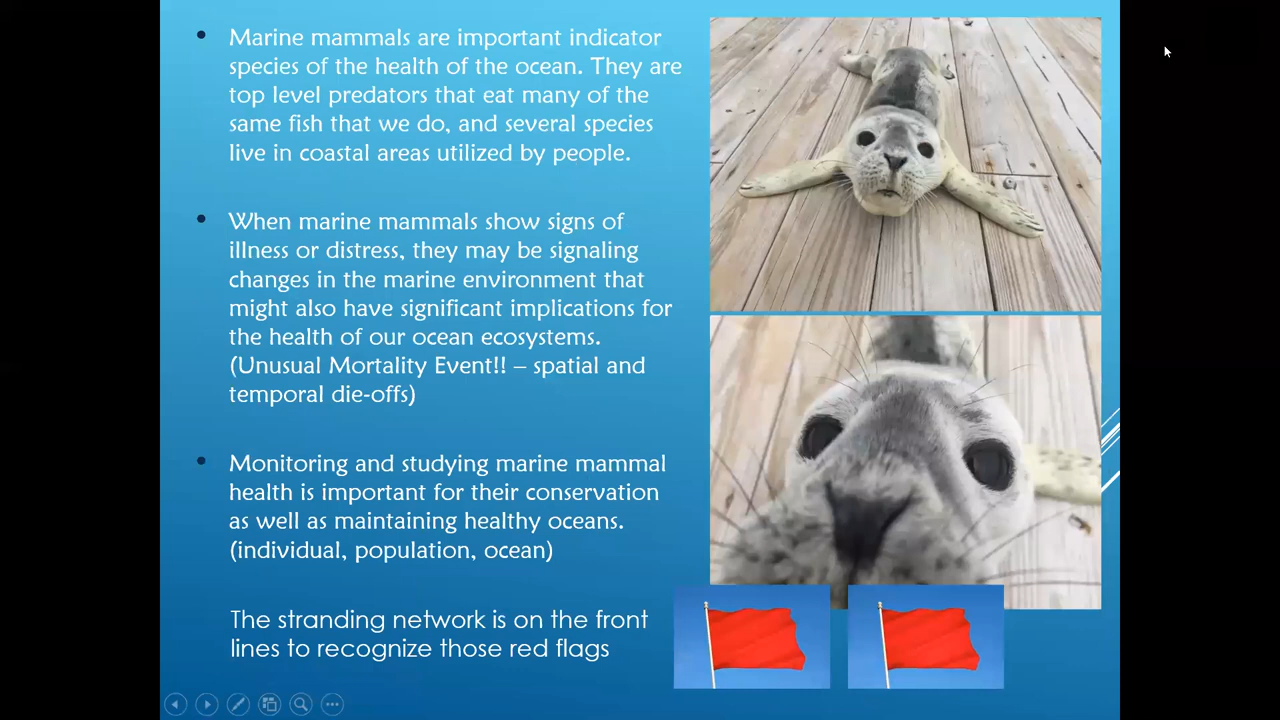 • Marine mammals are important indicator
species of the health of the ocean. They are
top level predators that eat many of the
same fish that we do, and several species
live in coastal areas utilized by people.
• When marine mammals show signs of
illness or distress, they may be signaling
changes in the marine environment that
might also have significant implications for
the health of our ocean ecosystems.
(Unusual Mortality Event!! – spatial and
temporal die-offs)
• Monitoring and studying marine mammal
health is important for their conservation
as well as maintaining healthy oceans.
(individual, population, ocean)
The stranding network is on the front
lines to recognize those red flags